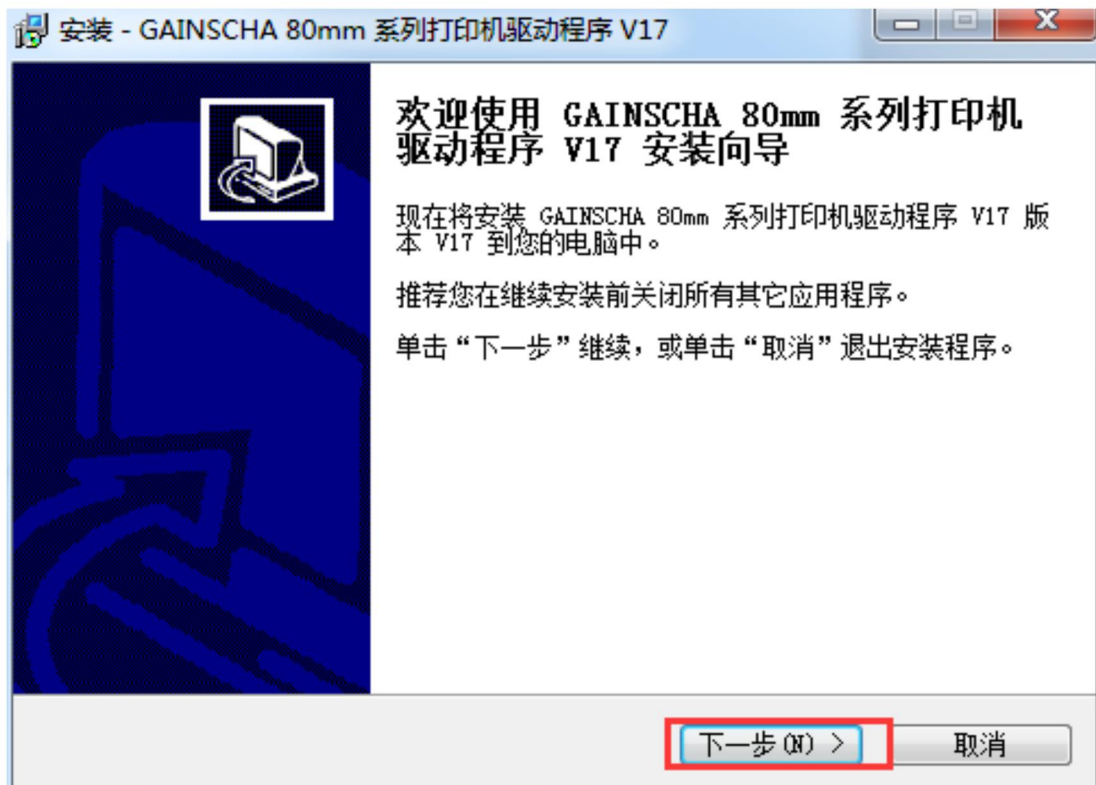 安装 - GAINSCHA 80mm 系列打印机驱动程序 V17
欢迎使用 GAINSCHA 80mm 系列打印机
驱动程序 V17 安装向导
现在将安装 GAINSCHA 80mm 系列打印机驱动程序 V17 版
本 V17 到您的电脑中。
推荐您在继续安装前关闭所有其它应用程序。
单击“下一步”继续，或单击“取消”退出安装程序。
下一步(N) >
取消